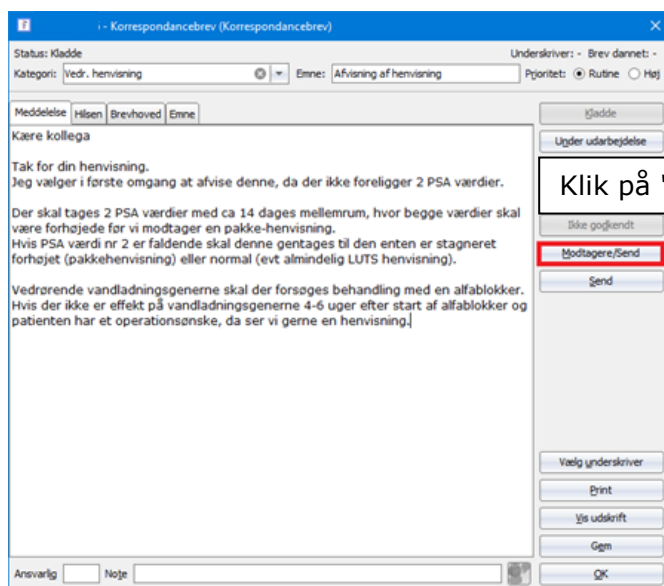 i - Korrespondancebrev (Korrespondancebrev)
Status: Kladde
Underskriver: - Brev dannet: -
Kategori: Vedr. henvisning Emne: Afvisning af henvisning Prioritet: Rutine Høj
Meddelelse Hilsen Brevhoved Emne
Kladde
Kære kollega
Under udarbejdelse
Tak for din henvisning.
Jeg vælger i første omgang at afvise denne, da der ikke foreligger 2 PSA værdier.
Klik på "
Der skal tages 2 PSA værdier med ca 14 dages mellemrum, hvor begge værdier skal
være forhøjede før vi modtager en pakke-henvisning.
Ikke godkendt
Hvis PSA værdi nr 2 er faldende skal denne gentages til den enten er stagneret
forhøjet (pakkehenvisning) eller normal (evt almindelig LUTS henvisning).
Modtagere/Send
Send
Vedrørende vandladningsgenerne skal der forsøges behandling med en alfablokker.
Hvis der ikke er effekt på vandladningsgenerne 4-6 uger efter start af alfablokker og
patienten har et operationsønske, da ser vi gerne en henvisning.
Vælg underskriver
Print
Vis udskrift
Gem
Ansvarlig Note OK